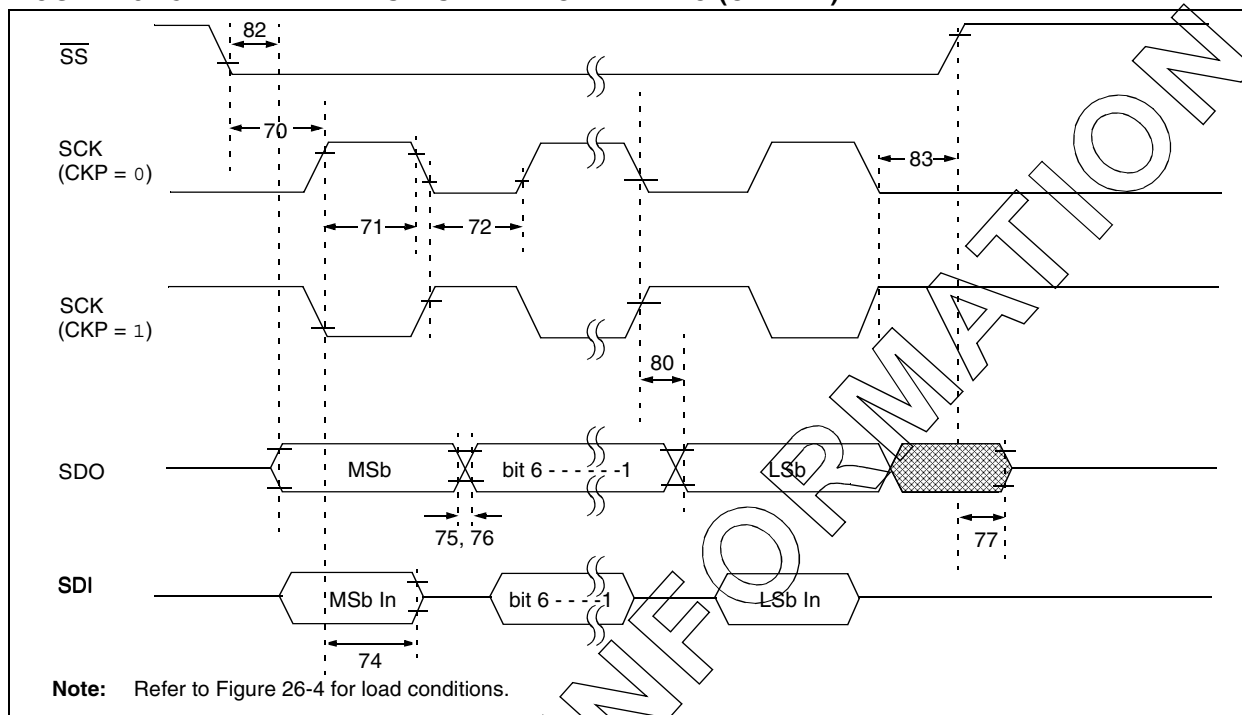 82
SS
70
SCK
(CKP = 0)
83
71
72
SCK
(CKP = 1)
80
SDO
MSb
bit 6 - - - - - -1
LSb
75, 76
77
SDI
MSb In
bit 6 - - - -1
LSb In
74
Note: Refer to Figure 26-4 for load conditions.
NFORMATION